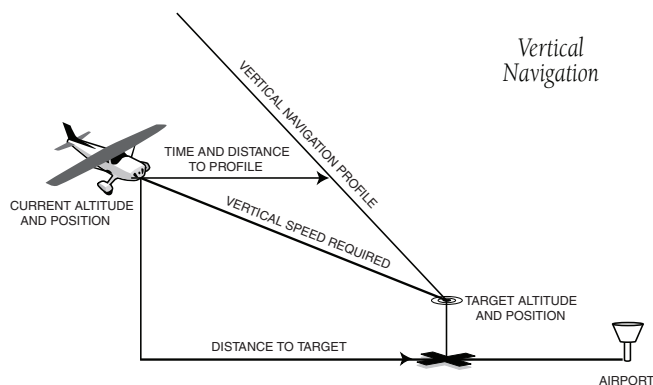 Vertical
Navigation
VERTICAL NAVIGATION PROFILE
TIME AND DISTANCE
TO PROFILE
CURRENT ALTITUDE
AND POSITION
VERTICAL SPEED REQUIRED
TARGET ALTITUDE
AND POSITION
DISTANCE TO TARGET
AIRPORT